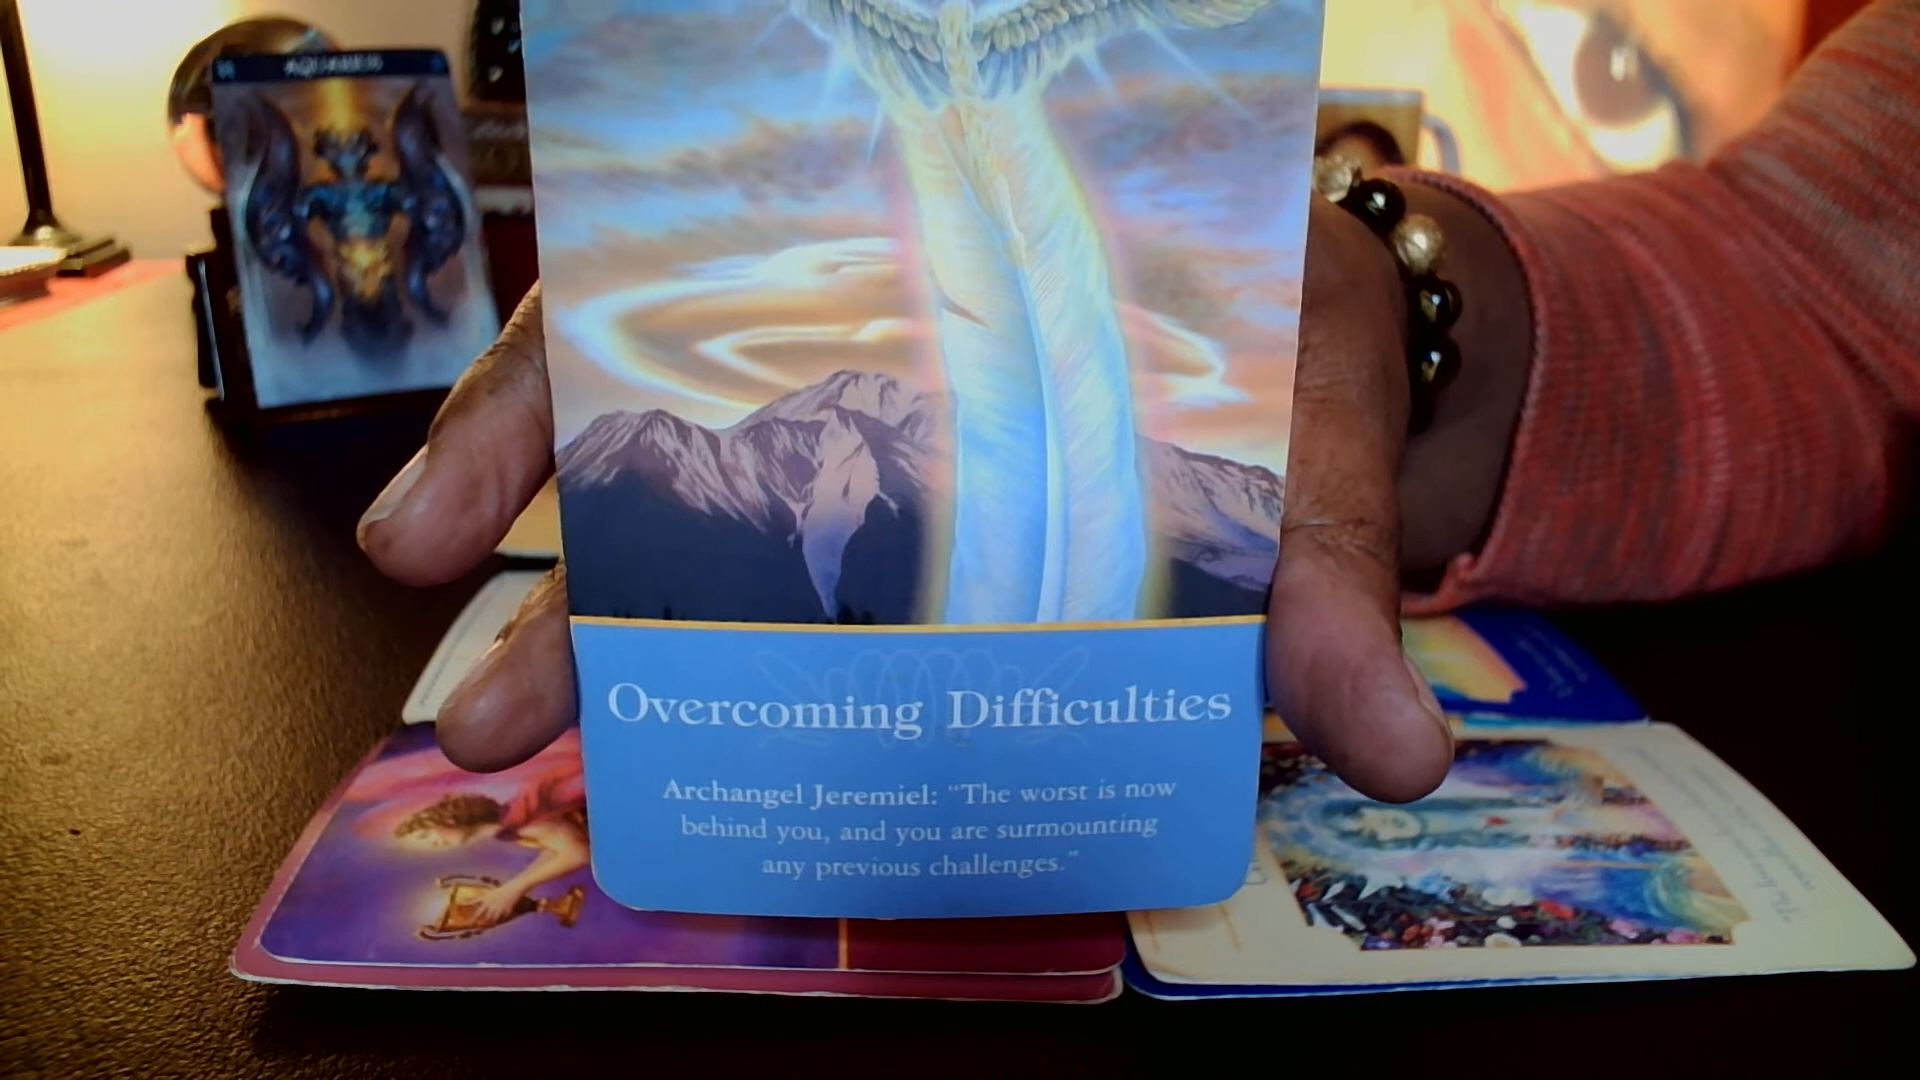 AQUARIUS
Overcoming Difficulties
Archangel Jeremiel: “The worst is now
behind you, and you are surmounting
any previous challenges.”